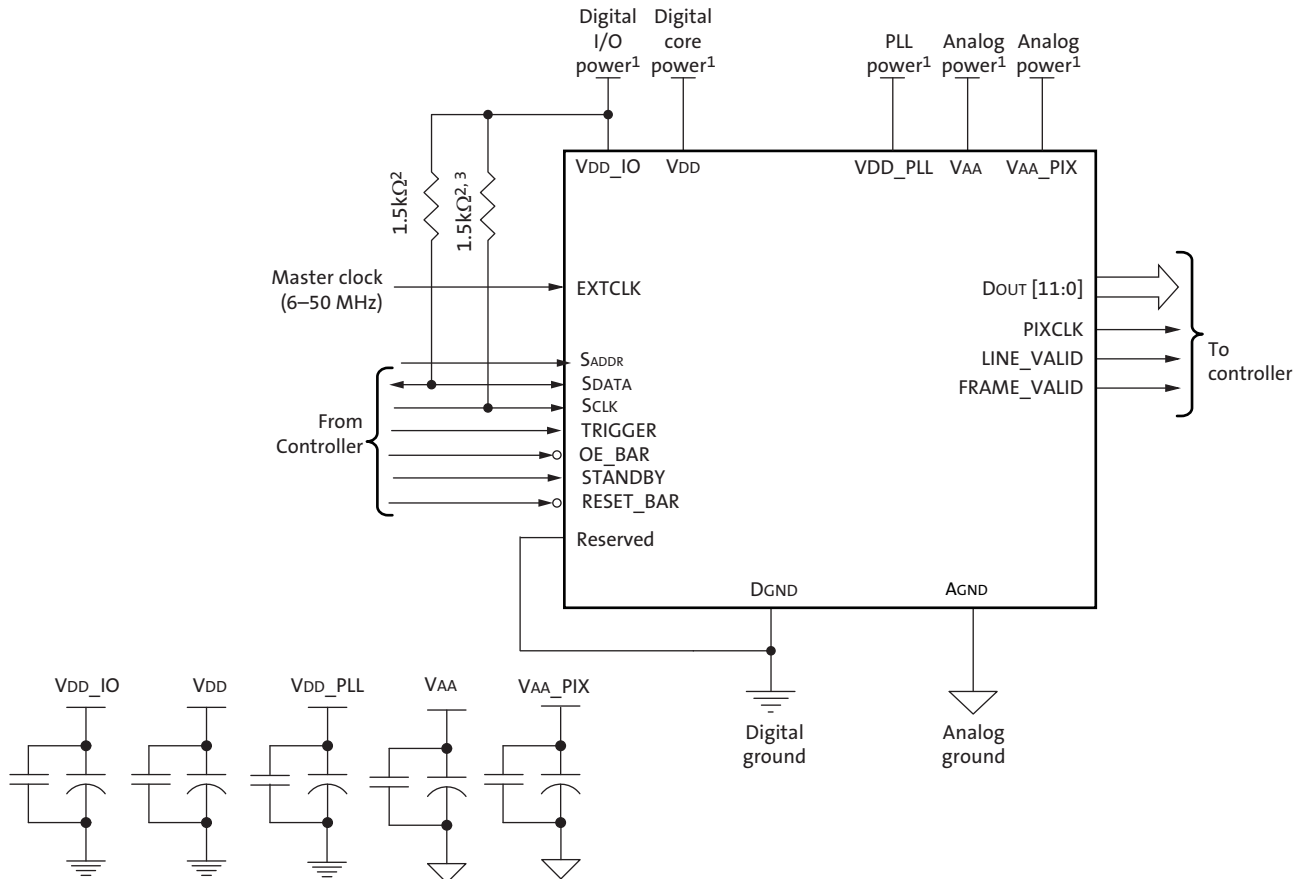 Digital I/O power¹
Digital core power¹
PLL power¹
Analog power¹
Analog power¹
VDD_IO
VDD
VDD_PLL
VAA
VAA_PIX
1.5kΩ²
1.5kΩ²,³
Master clock
(6–50 MHz)
EXTCLK
SADDR
SDATA
SCLK
TRIGGER
OE_BAR
STANDBY
RESET_BAR
Reserved
From
Controller
DOUT [11:0]
PIXCLK
LINE_VALID
FRAME_VALID
To
controller
DGND
AGND
Digital
ground
Analog
ground
VDD_IO
VDD
VDD_PLL
VAA
VAA_PIX